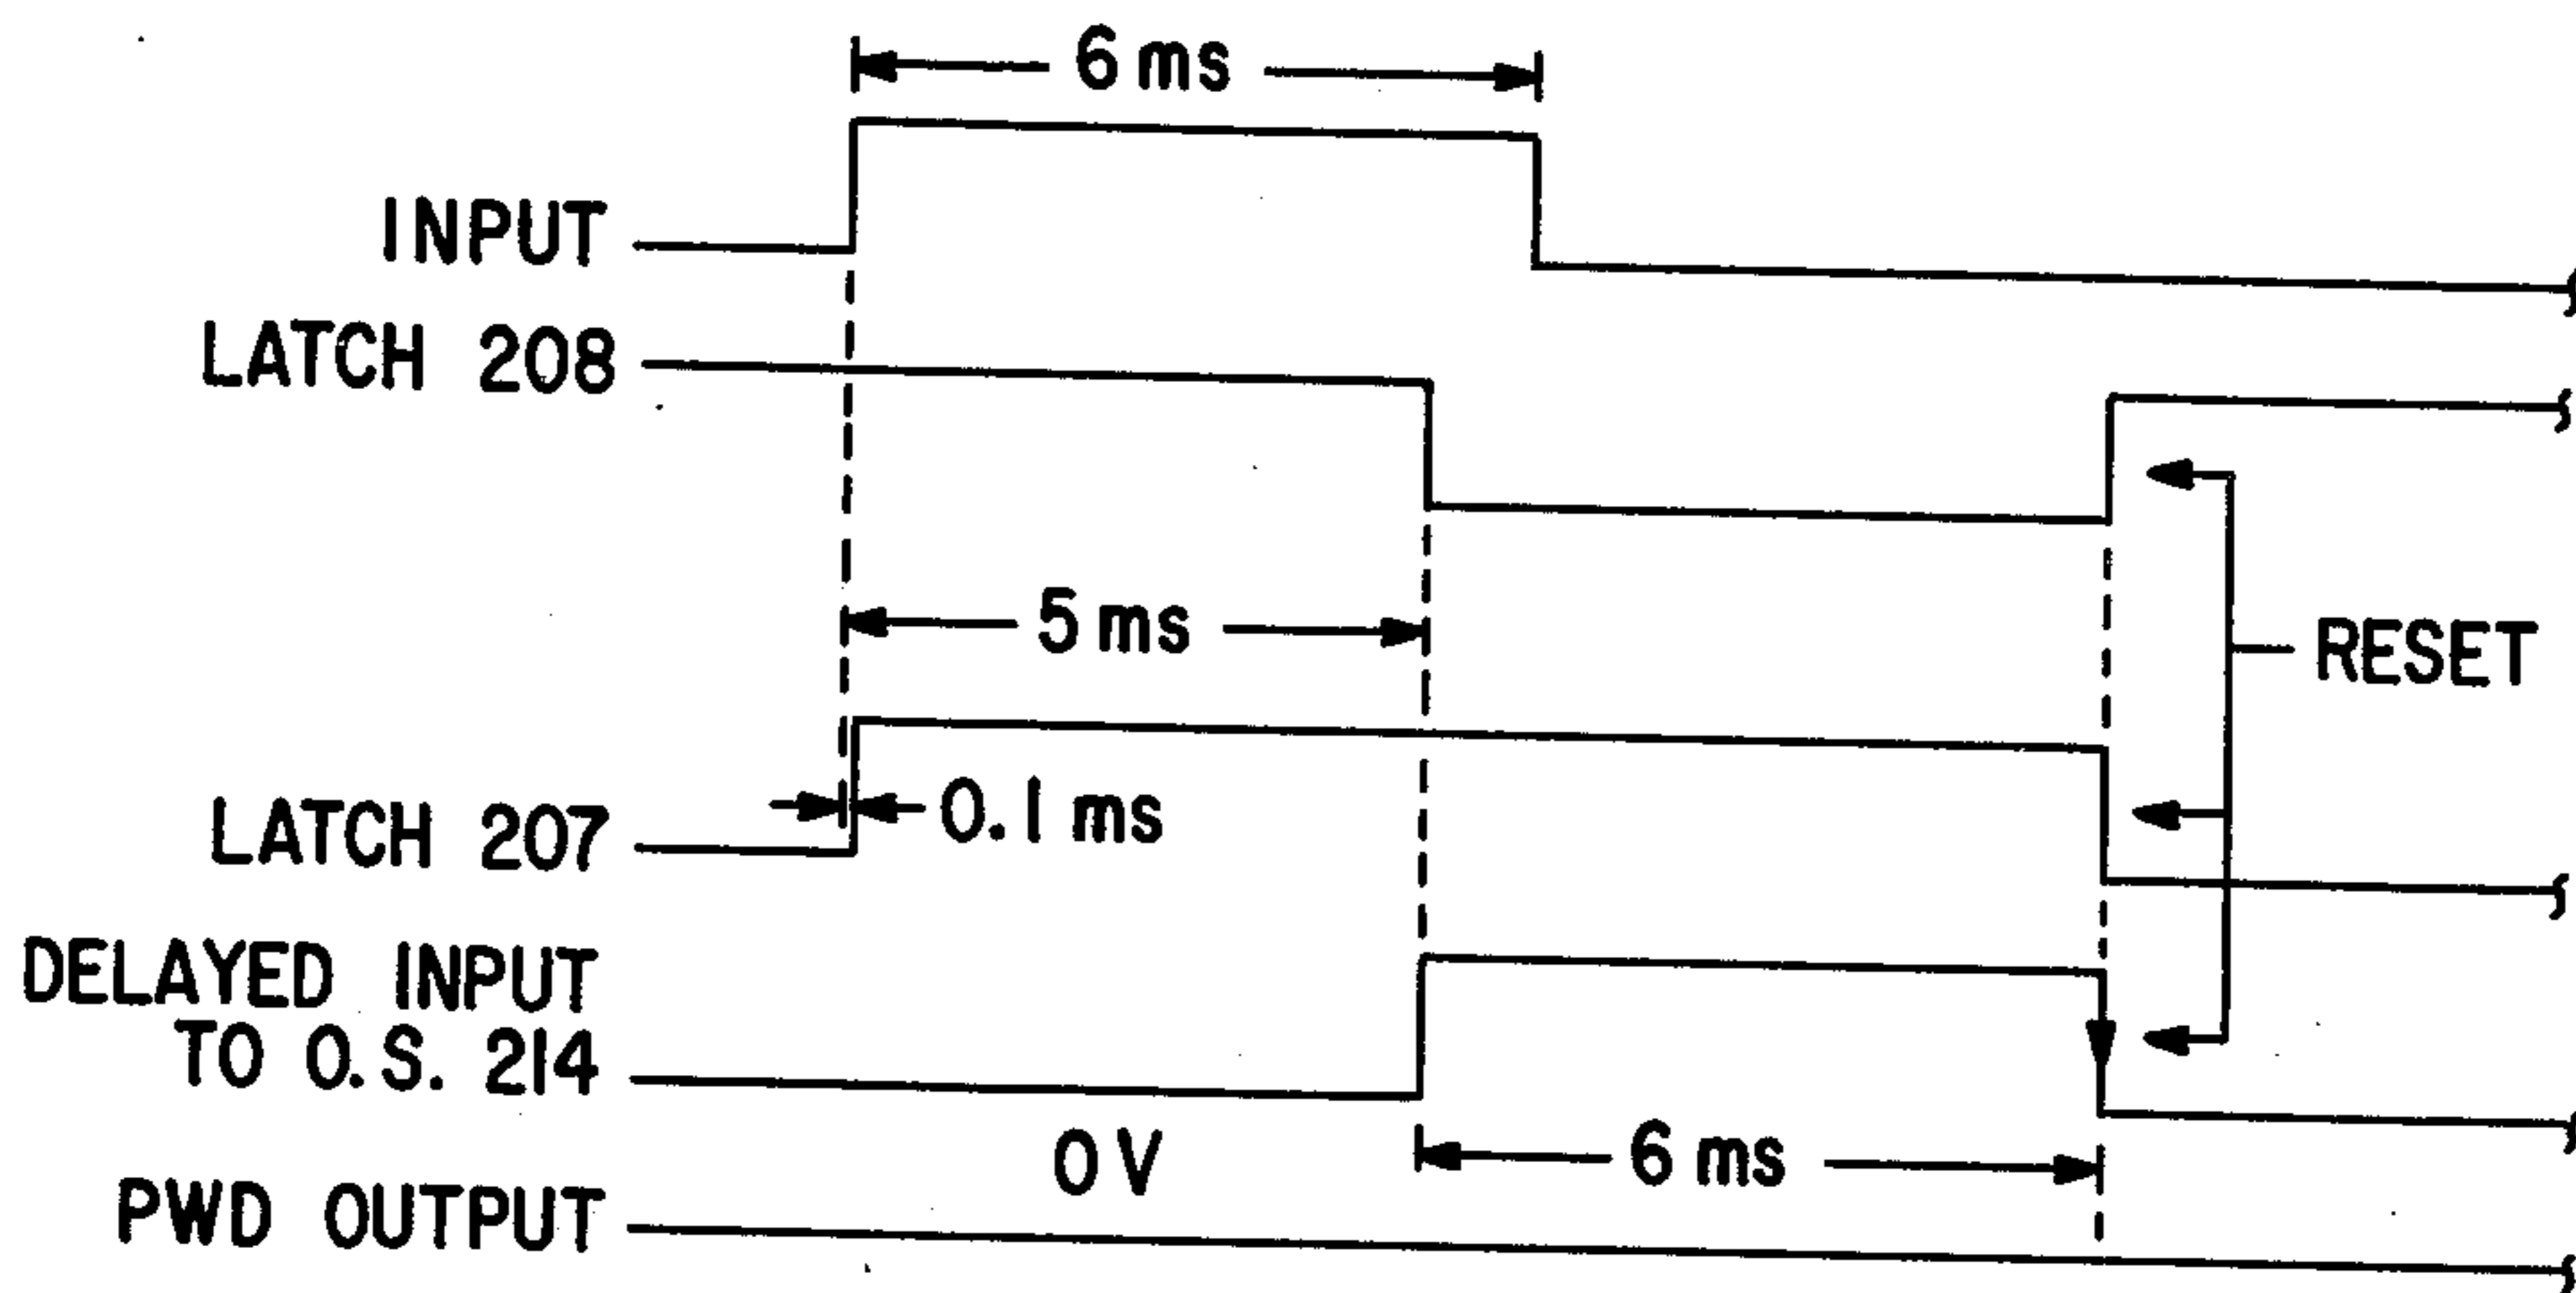 6 ms
INPUT
LATCH 208
5 ms
RESET
LATCH 207
0.1 ms
DELAYED INPUT
TO O.S. 214
0 V
6 ms
PWD OUTPUT